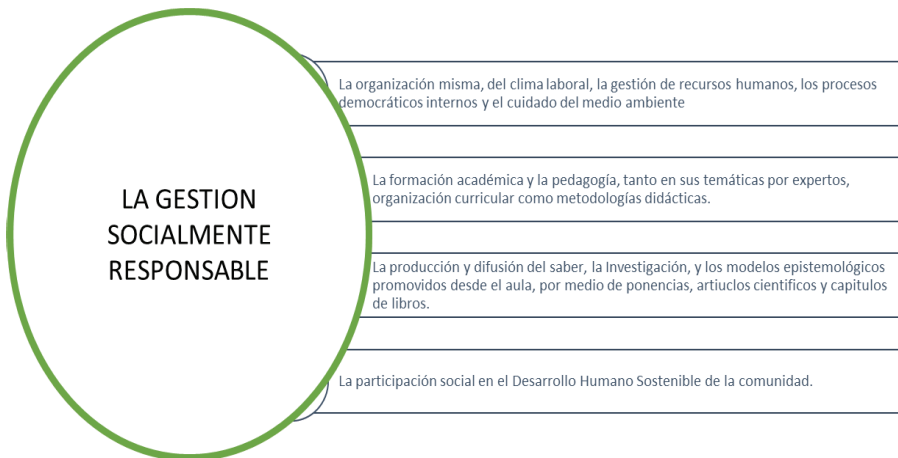 LA GESTION
SOCIALMENTE
RESPONSABLE
La organización misma, del clima laboral, la gestión de recursos humanos, los procesos
democráticos internos y el cuidado del medio ambiente
La formación académica y la pedagogía, tanto en sus temáticas por expertos,
organización curricular como metodologías didácticas.
La producción y difusión del saber, la Investigación, y los modelos epistemológicos
promovidos desde el aula, por medio de ponencias, artiuclos cientificos y capitulos
de libros.
La participación social en el Desarrollo Humano Sostenible de la comunidad.